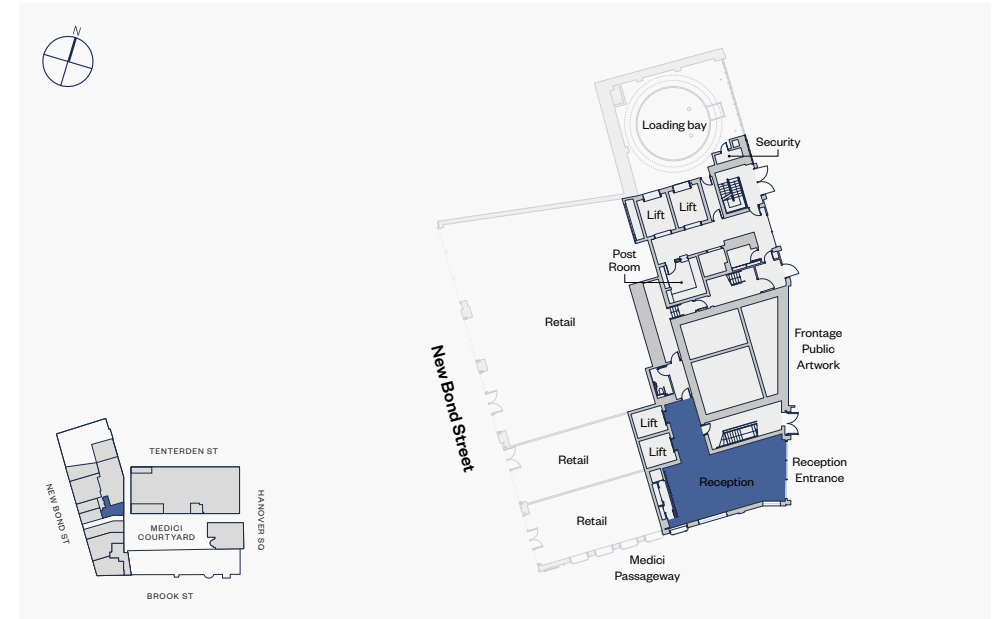 N
Loading bay
Security
Lift
Lift
Post
Room
Retail
Frontage
Public
Artwork
New Bond Street
Lift
Lift
Retail
Reception
Reception
Entrance
Retail
Medici
Passageway
TENTERDEN ST
NEW BOND ST
HANOVER SQ
MEDICI
COURTYARD
BROOK ST